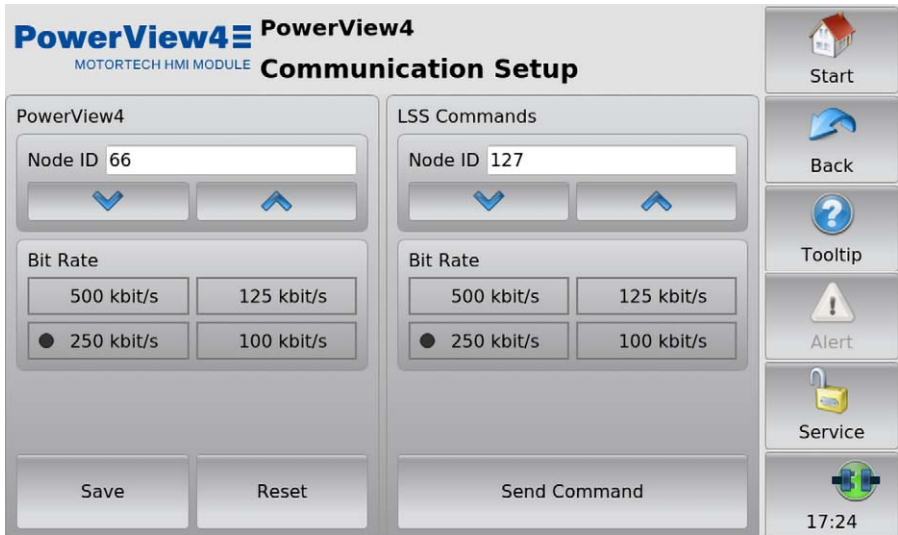 PowerView4
MOTORTECH HMI MODULE
PowerView4
Communication Setup
PowerView4
Node ID 66
Bit Rate
500 kbit/s 125 kbit/s
250 kbit/s 100 kbit/s
Save Reset
LSS Commands
Node ID 127
Bit Rate
500 kbit/s 125 kbit/s
250 kbit/s 100 kbit/s
Send Command
Start
Back
Tooltip
Alert
Service
17:24